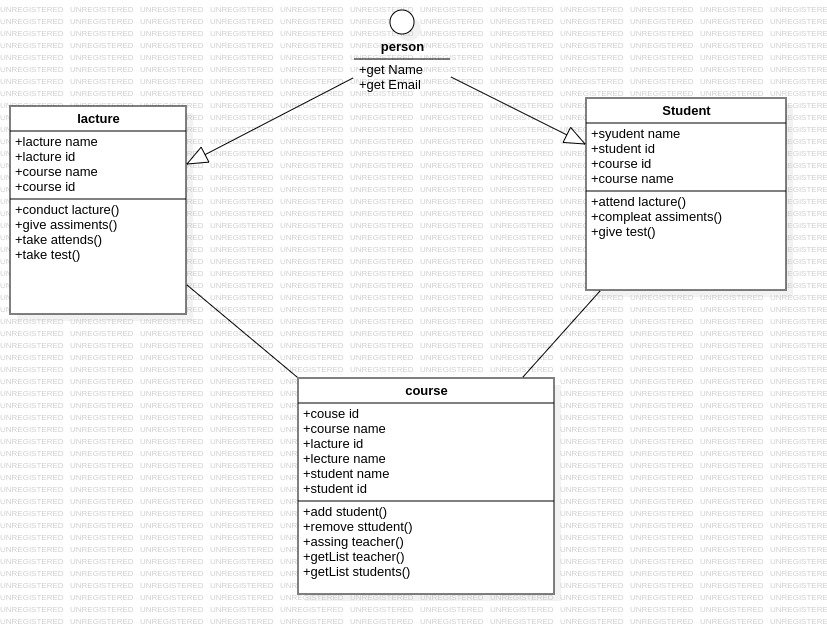 person
+get Name
+get Email
lacture
+lacture name
+lacture id
+course name
+course id
+conduct lacture()
+give assiments()
+take attends()
+take test()
Student
+syudent name
+student id
+course id
+course name
+attend lacture()
+compleat assiments()
+give test()
course
+couse id
+course name
+lacture id
+lecture name
+student name
+student id
+add student()
+remove sttudent()
+assing teacher()
+getList teacher()
+getList students()
UNREGISTERED